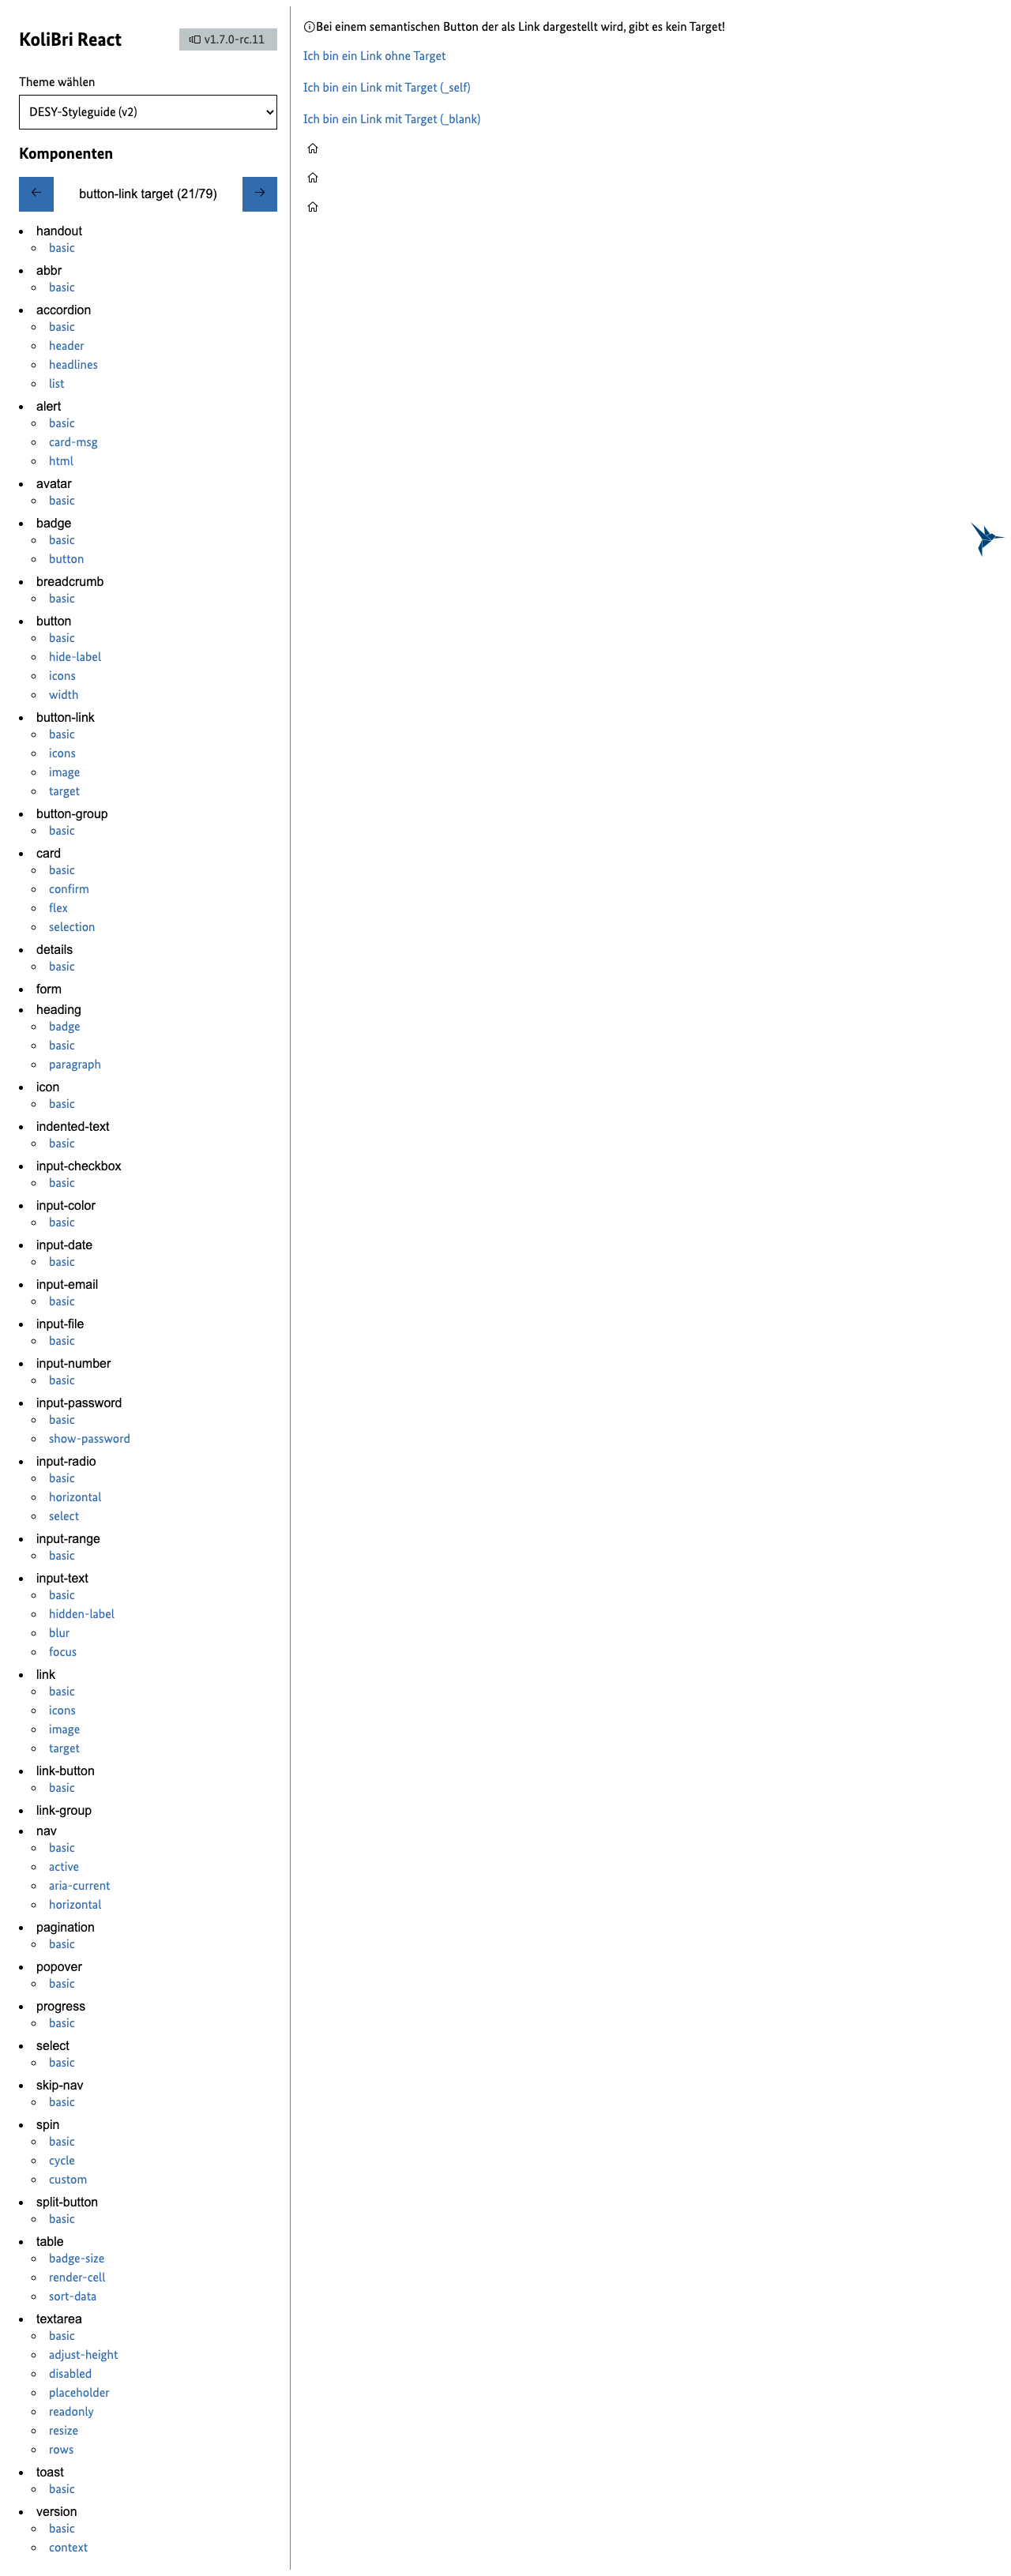 KoliBri React
v1.7.0-rc.11
Theme wählen
DESY-Styleguide (v2)
Komponenten
button-link target (21/79)
handout
basic
abbr
basic
accordion
basic
header
headlines
list
alert
basic
card-msg
html
avatar
basic
badge
basic
button
breadcrumb
basic
button
basic
hide-label
icons
width
button-link
basic
icons
image
target
button-group
basic
card
basic
confirm
flex
selection
details
basic
form
heading
badge
basic
paragraph
icon
basic
indented-text
basic
input-checkbox
basic
input-color
basic
input-date
basic
input-email
basic
input-file
basic
input-number
basic
input-password
basic
show-password
input-radio
basic
horizontal
select
input-range
basic
input-text
basic
hidden-label
blur
focus
link
basic
icons
image
target
link-button
basic
link-group
nav
basic
active
aria-current
horizontal
pagination
basic
popover
basic
progress
basic
select
basic
skip-nav
basic
spin
basic
cycle
custom
split-button
basic
table
badge-size
render-cell
sort-data
textarea
basic
adjust-height
disabled
placeholder
readonly
resize
rows
toast
basic
version
basic
context
Bei einem semantischen Button der als Link dargestellt wird, gibt es kein Target!
Ich bin ein Link ohne Target
Ich bin ein Link mit Target (_self)
Ich bin ein Link mit Target (_blank)